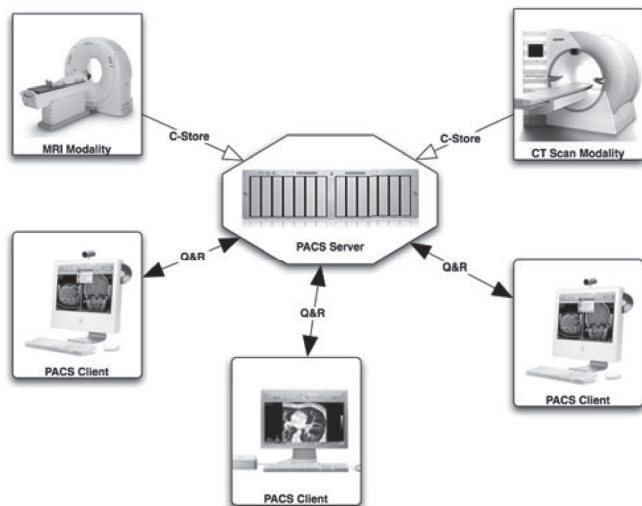 MRI Modality
C-Store
C-Store
CT Scan Modality
PACS Server
Q&R
Q&R
Q&R
PACS Client
PACS Client
PACS Client